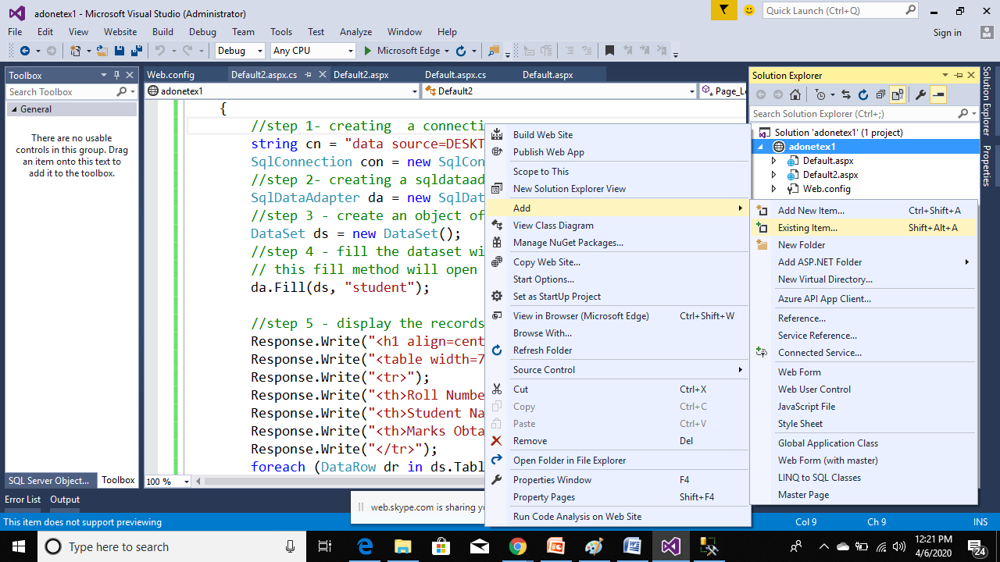 adonetex1 - Microsoft Visual Studio (Administrator)
Quick Launch (Ctrl+Q)
File Edit View Website Build Debug Team Tools Test Analyze Window Help
Sign in
Debug Any CPU Microsoft Edge
Toolbox
Search Toolbox
General
There are no usable
controls in this group. Drag
an item onto this text to
add it to the toolbox.
SQL Server Object... Toolbox
Web.config Default2.aspx.cs Default2.aspx Default.aspx.cs Default.aspx
adonetex1 Default2
{
//step 1- creating a connecti
string cn = "data source=DESKT
SqlConnection con = new SqlCon
//step 2- creating a sqldataad
SqlDataAdapter da = new SqlDat
//step 3 - create an object of
DataSet ds = new DataSet();
//step 4 - fill the dataset wi
// this fill method will open
da.Fill(ds, "student");
//step 5 - display the records
Response.Write("<h1 align=cent
Response.Write("<table width=7
Response.Write("<tr>");
Response.Write("<th>Roll Numbe
Response.Write("<th>Student Na
Response.Write("<th>Marks Obta
Response.Write("</tr>");
foreach (DataRow dr in ds.Tabl
100 %
Solution Explorer
Search Solution Explorer (Ctrl+;)
Solution 'adonetex1' (1 project)
adonetex1
Default.aspx
Default2.aspx
Web.config
Solution Explorer
Properties
Build Web Site
Publish Web App
Scope to This
New Solution Explorer View
Add
View Class Diagram
Manage NuGet Packages...
Copy Web Site...
Start Options...
Set as StartUp Project
View in Browser (Microsoft Edge) Ctrl+Shift+W
Browse With...
Refresh Folder
Source Control
Cut Ctrl+X
Copy Ctrl+C
Paste Ctrl+V
Remove Del
Open Folder in File Explorer
Properties Window F4
Property Pages Shift+F4
Run Code Analysis on Web Site
Add New Item... Ctrl+Shift+A
Existing Item... Shift+Alt+A
New Folder
Add ASP.NET Folder
New Virtual Directory...
Azure API App Client...
Reference...
Service Reference...
Connected Service...
Web Form
Web User Control
JavaScript File
Style Sheet
Global Application Class
Web Form (with master)
LINQ to SQL Classes
Master Page
Error List Output
web.skype.com is sharing
This item does not support previewing
Col 9 Ch 9 INS
Type here to search
12:21 PM
4/6/2020
24